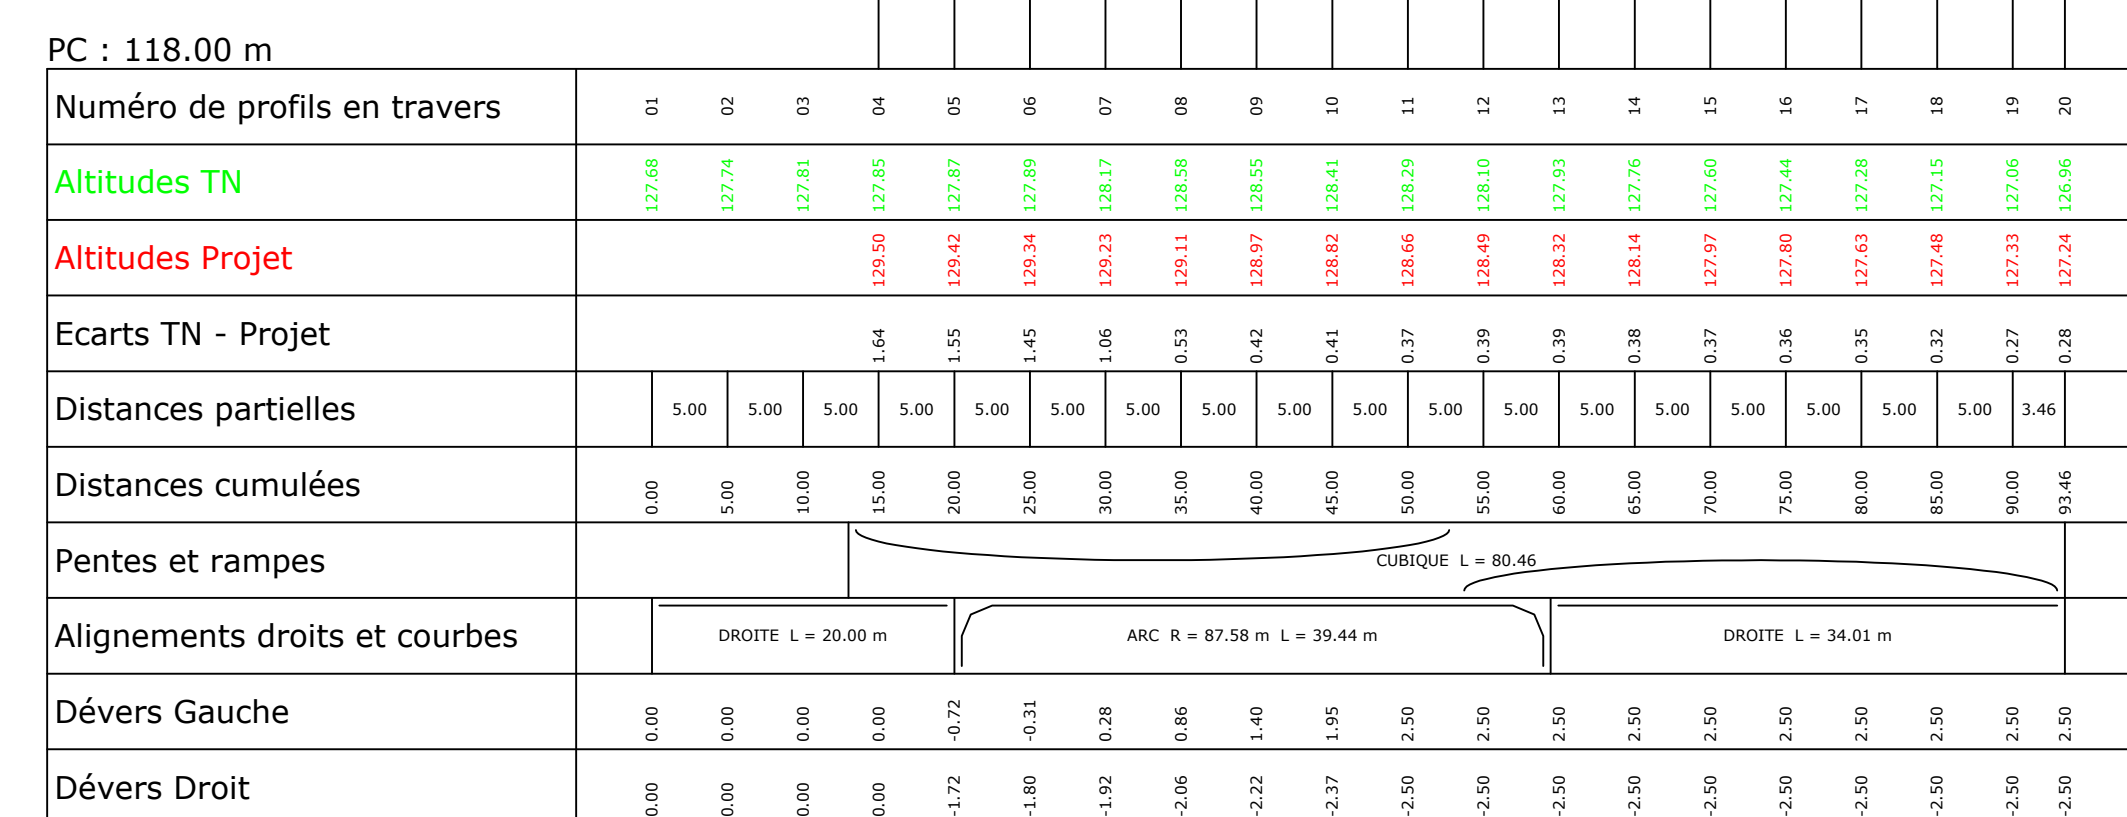 PC : 118.00 m
Numéro de profils en travers 01 02 03 04 05 06 07 08 09 10 11 12 13 14 15 16 17 18 19 20
Altitudes TN 127.68 127.74 127.81 127.85 127.87 127.89 128.17 128.58 128.55 128.41 128.29 128.10 127.93 127.76 127.60 127.44 127.28 127.15 127.06 126.96
Altitudes Projet 129.50 129.42 129.34 129.23 129.11 128.97 128.82 128.66 128.49 128.32 128.14 127.97 127.80 127.63 127.48 127.33 127.24
Ecarts TN - Projet 1.64 1.55 1.45 1.06 0.53 0.42 0.41 0.37 0.39 0.39 0.38 0.37 0.36 0.35 0.32 0.27 0.28
Distances partielles 5.00 5.00 5.00 5.00 5.00 5.00 5.00 5.00 5.00 5.00 5.00 5.00 5.00 5.00 5.00 5.00 5.00 5.00 3.46
Distances cumulées 0.00 5.00 10.00 15.00 20.00 25.00 30.00 35.00 40.00 45.00 50.00 55.00 60.00 65.00 70.00 75.00 80.00 85.00 90.00 93.46
Pentes et rampes CUBIQUE L = 80.46
Alignements droits et courbes DROITE L = 20.00 m ARC R = 87.58 m L = 39.44 m DROITE L = 34.01 m
Dévers Gauche 0.00 0.00 0.00 0.00 -0.72 -0.31 0.28 0.86 1.40 1.95 2.50 2.50 2.50 2.50 2.50 2.50 2.50 2.50 2.50 2.50
Dévers Droit 0.00 0.00 0.00 0.00 -1.72 -1.80 -1.92 -2.06 -2.22 -2.37 -2.50 -2.50 -2.50 -2.50 -2.50 -2.50 -2.50 -2.50 -2.50 -2.50